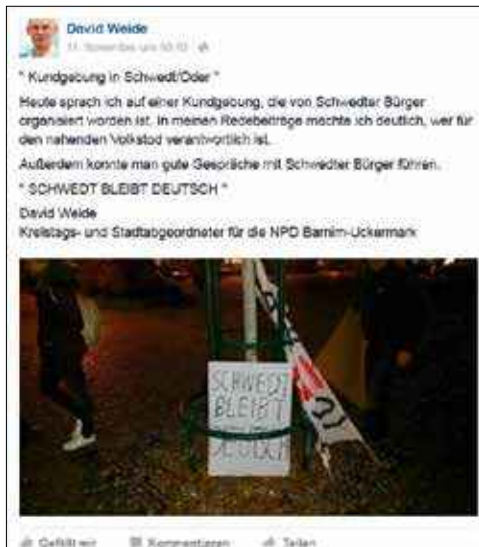 David Weide
11. November um
" Kundgebung in Schwedt/Oder "
Heute sprach ich auf einer Kundgebung, die von Schwedter Bürger
organisiert worden ist. In meinen Redebeiträge machte ich deutlich, wer für
den nahenden Volkstod verantwortlich ist.
Außerdem konnte man gute Gespräche mit Schwedter Bürger führen.
" SCHWEDT BLEIBT DEUTSCH "
David Weide
Kreistags- und Stadtabgeordneter für die NPD Barnim-Uckermark
SCHWEDT
BLEIBT
DEUTSCH
Gefällt mir Kommentieren Teilen